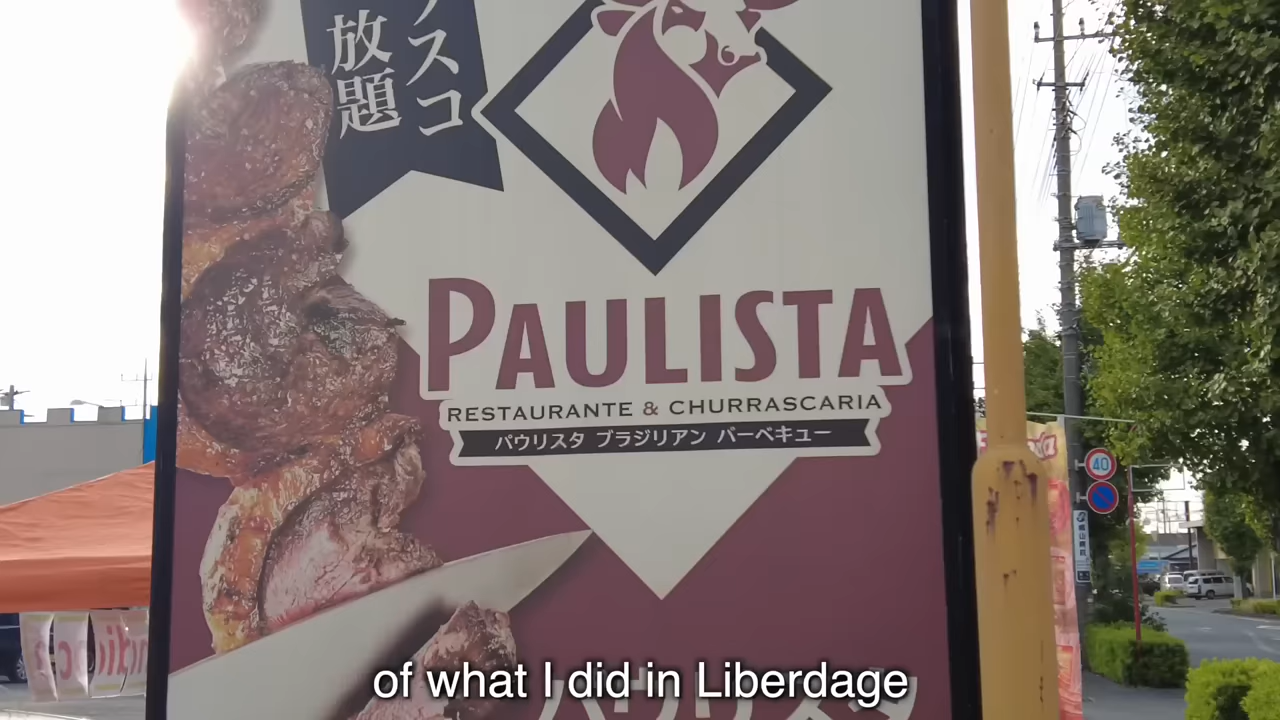 スコ
放題
PAULISTA
RESTAURANTE & CHURRASCARIA
パウリスタ ブラジリアン バーベキュー
40
of what I did in Liberdage